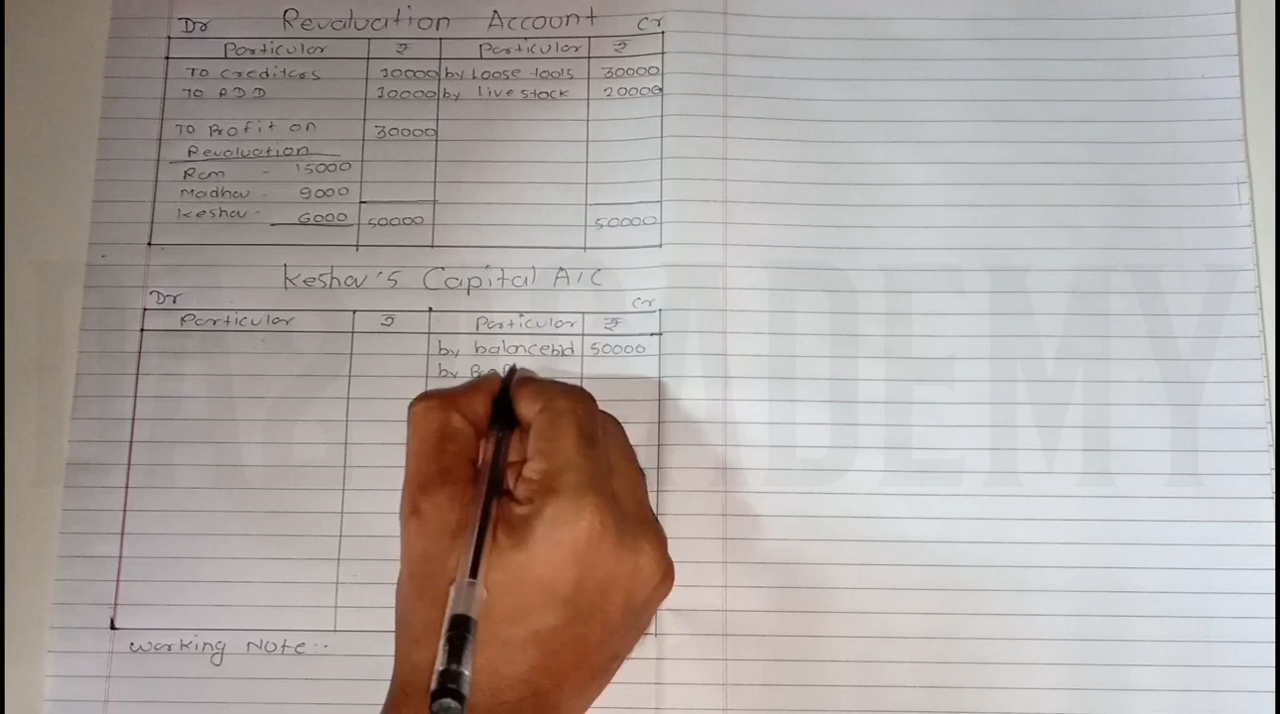 Dr Revaluation Account Cr
Particular ₹ Particular ₹
To Creditors 10000 by Loose tools 30000
To RDD 10000 by live stock 20000
To Profit on 30000
Revaluation
Ram - 15000
Madhav - 9000
Keshav - 6000 50000 50000
Keshav's Capital A/C
Dr Cr
Particular ₹ Particular ₹
by balance b/d 50000
by
Working Note :-
ACADEMY